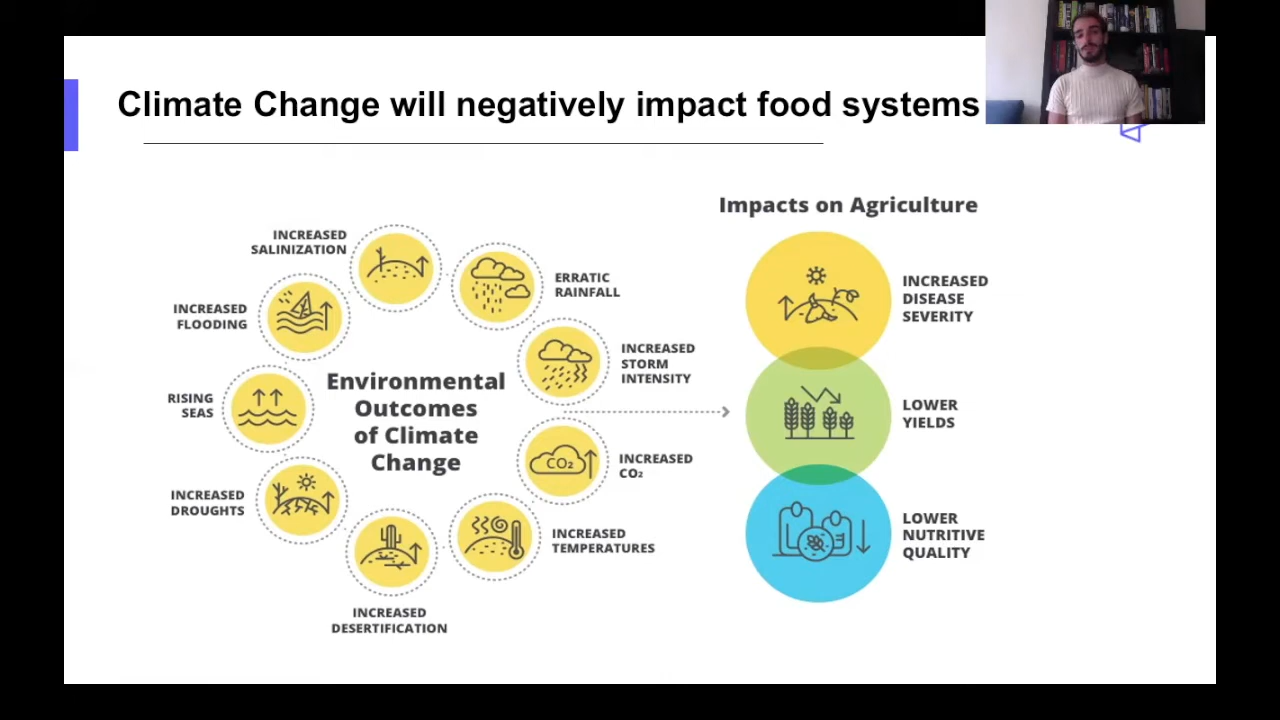 Climate Change will negatively impact food systems
Impacts on Agriculture
INCREASED
SALINIZATION
ERRATIC
RAINFALL
INCREASED
STORM
INTENSITY
INCREASED
CO₂
CO₂
INCREASED
TEMPERATURES
INCREASED
DESERTIFICATION
INCREASED
DROUGHTS
RISING
SEAS
INCREASED
FLOODING
Environmental
Outcomes
of Climate
Change
INCREASED
DISEASE
SEVERITY
LOWER
YIELDS
LOWER
NUTRITIVE
QUALITY